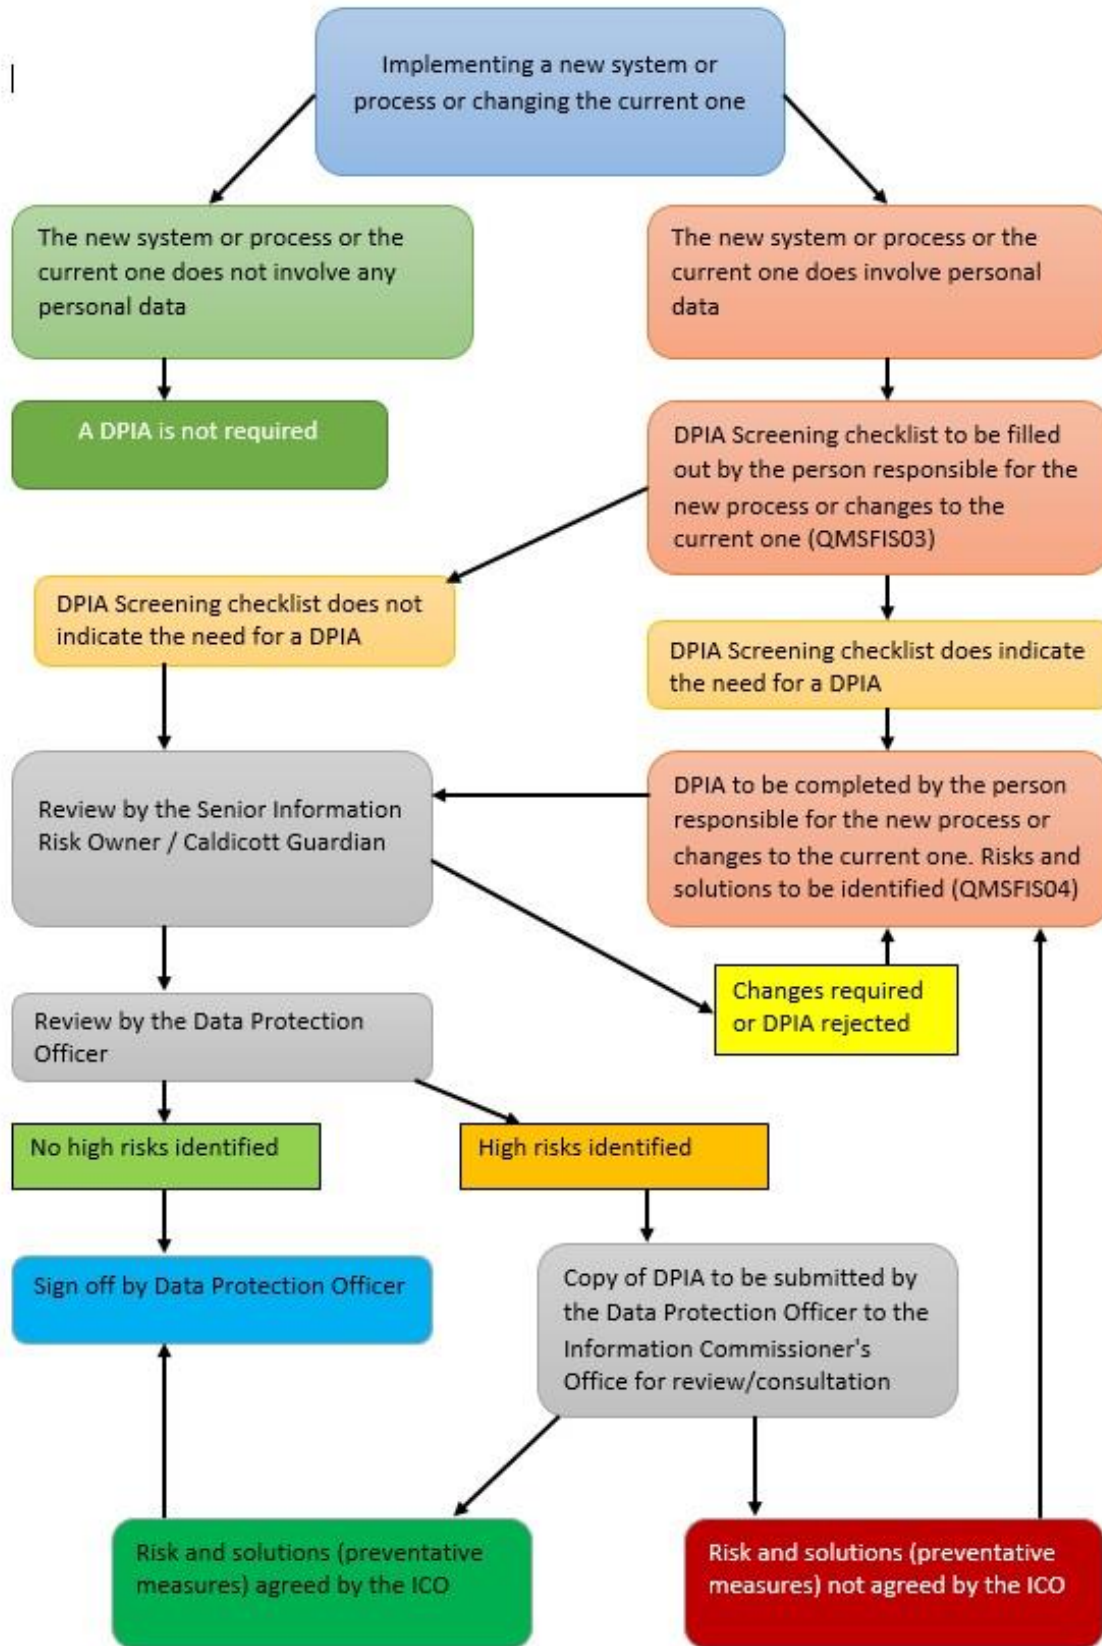 Implementing a new system or
process or changing the current one
The new system or process or the
current one does not involve any
personal data
The new system or process or the
current one does involve personal
data
A DPIA is not required
DPIA Screening checklist to be filled
out by the person responsible for the
new process or changes to the
current one (QMSFIS03)
DPIA Screening checklist does not
indicate the need for a DPIA
DPIA Screening checklist does indicate
the need for a DPIA
Review by the Senior Information
Risk Owner / Caldicott Guardian
DPIA to be completed by the person
responsible for the new process or
changes to the current one. Risks and
solutions to be identified (QMSFIS04)
Changes required
or DPIA rejected
Review by the Data Protection
Officer
No high risks identified
High risks identified
Sign off by Data Protection Officer
Copy of DPIA to be submitted by
the Data Protection Officer to the
Information Commissioner's
Office for review/consultation
Risk and solutions (preventative
measures) agreed by the ICO
Risk and solutions (preventative
measures) not agreed by the ICO